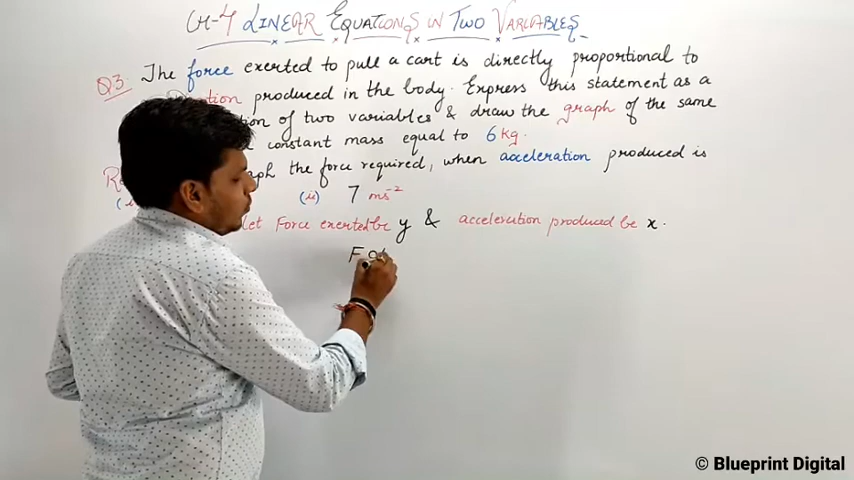 CH-4 LINEAR EQUATIONS IN TWO VARIABLES
Q.3. The force exerted to pull a cart is directly proportional to
produced in the body. Express this statement as a
of two variables & draw the graph of the same
constant mass equal to 6 kg.
the force required, when acceleration produced is
(ii) 7 ms⁻²
let Force exerted be y & acceleration produced be x.
F
© Blueprint Digital